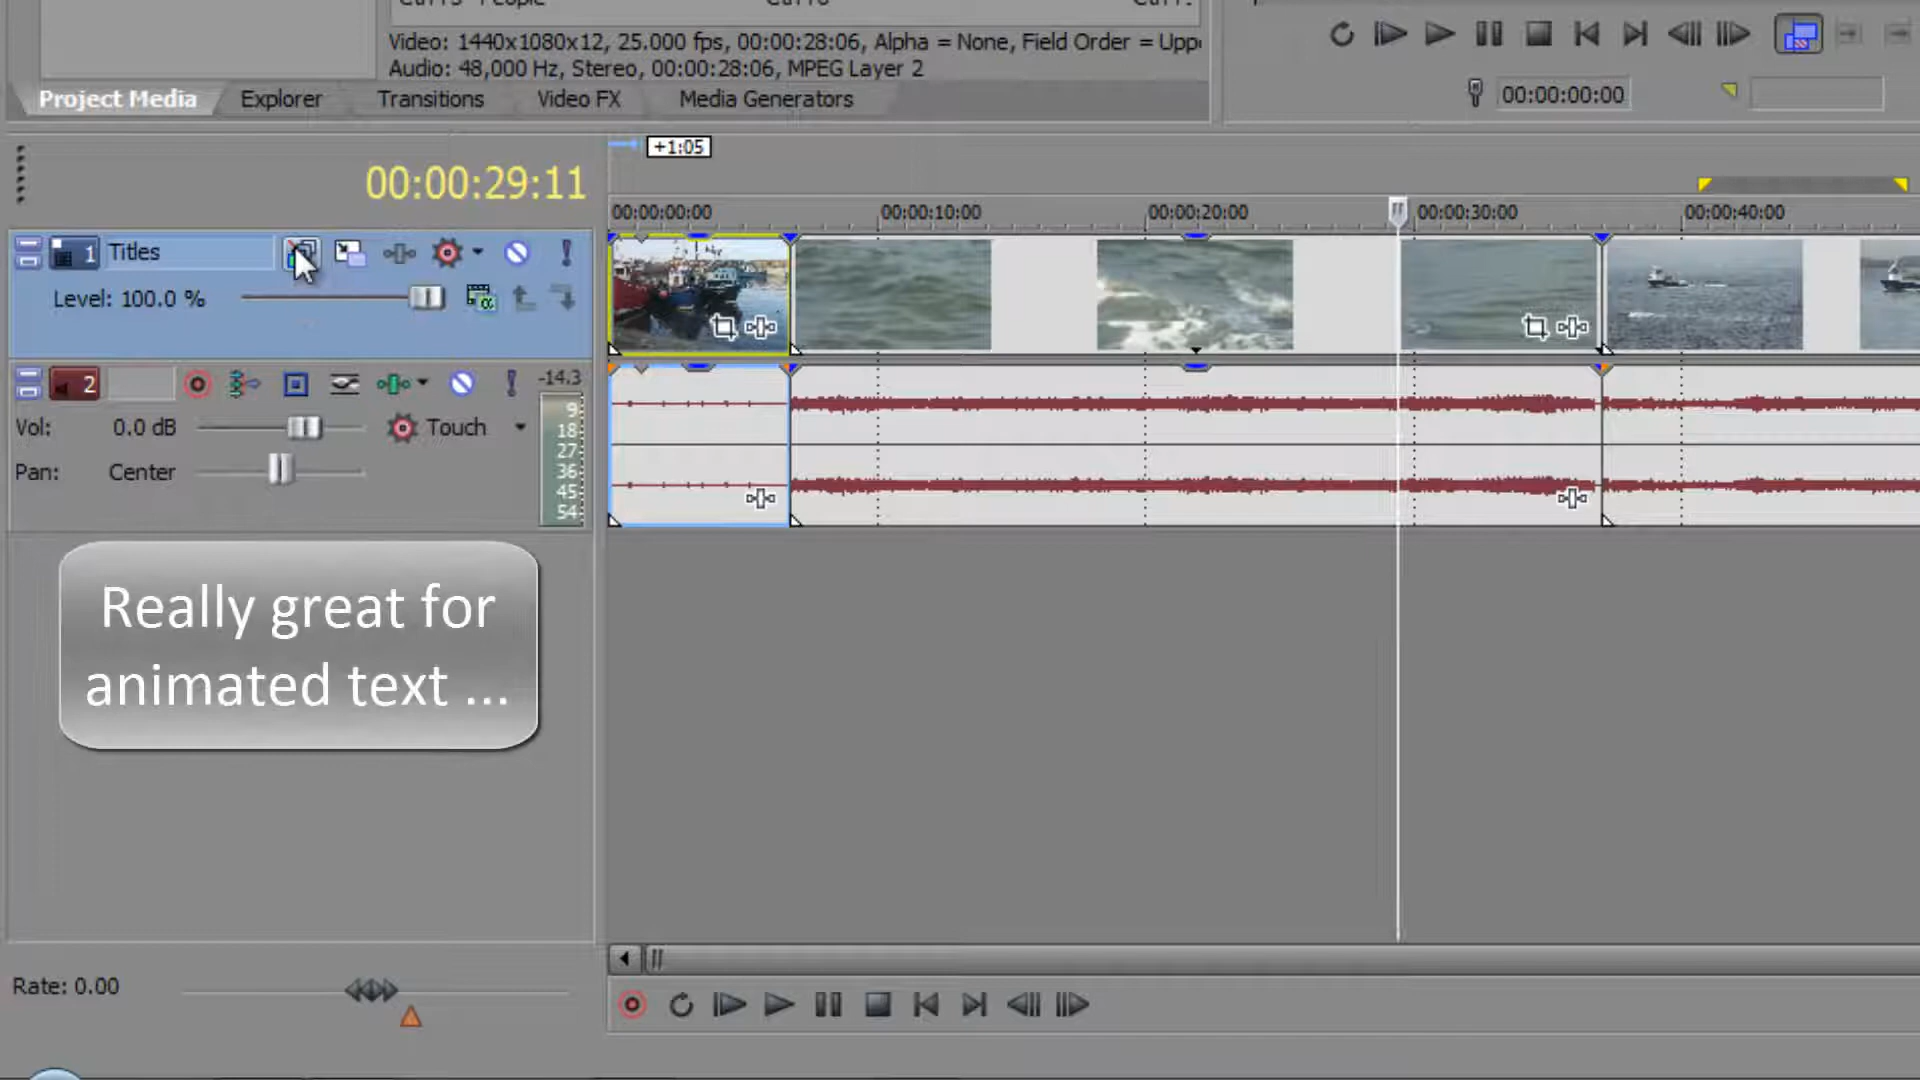 Video: 1440x1080x12, 25.000 fps, 00:00:28:06, Alpha = None, Field Order = Upp
Audio: 48,000 Hz, Stereo, 00:00:28:06, MPEG Layer 2
Project Media Explorer Transitions Video FX Media Generators
00:00:00:00
+1:05
00:00:29:11
00:00:00:00 00:00:10:00 00:00:20:00 00:00:30:00 00:00:40:00
1 Titles
Level: 100.0 %
2 -14.3
Vol: 0.0 dB Touch
Pan: Center
9
18
27
36
45
54
Really great for
animated text ...
Rate: 0.00